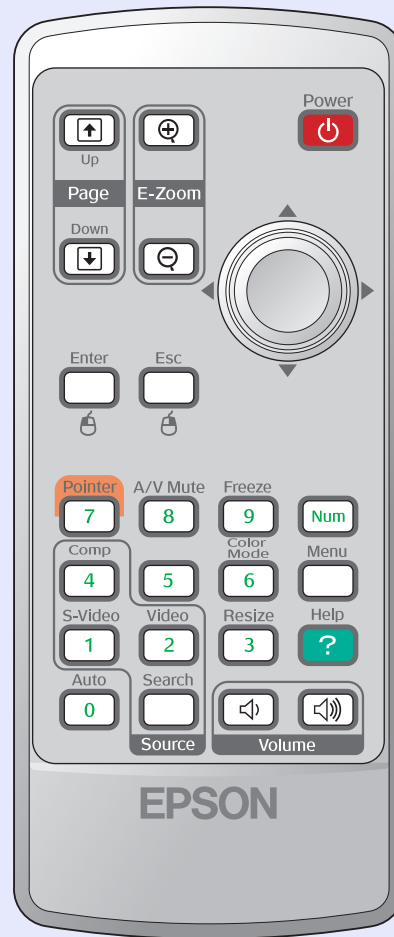 Power
Up
Page E-Zoom
Down
Enter Esc
Pointer A/V Mute Freeze
7 8 9 Num
Comp Color Mode Menu
4 5 6
S-Video Video Resize Help
1 2 3 ?
Auto Search
0
Source Volume
EPSON